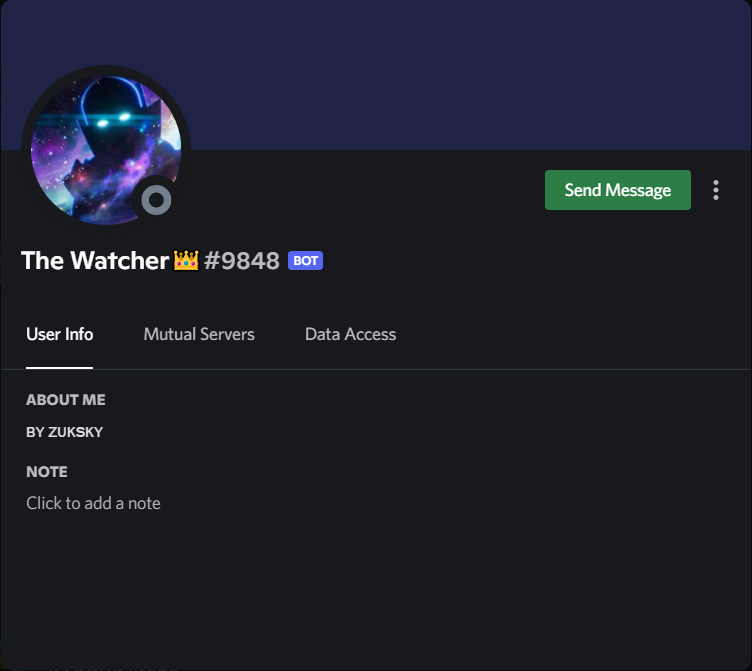 Send Message
The Watcher👑#9848 BOT
User Info Mutual Servers Data Access
ABOUT ME
BY ZUKSKY
NOTE
Click to add a note